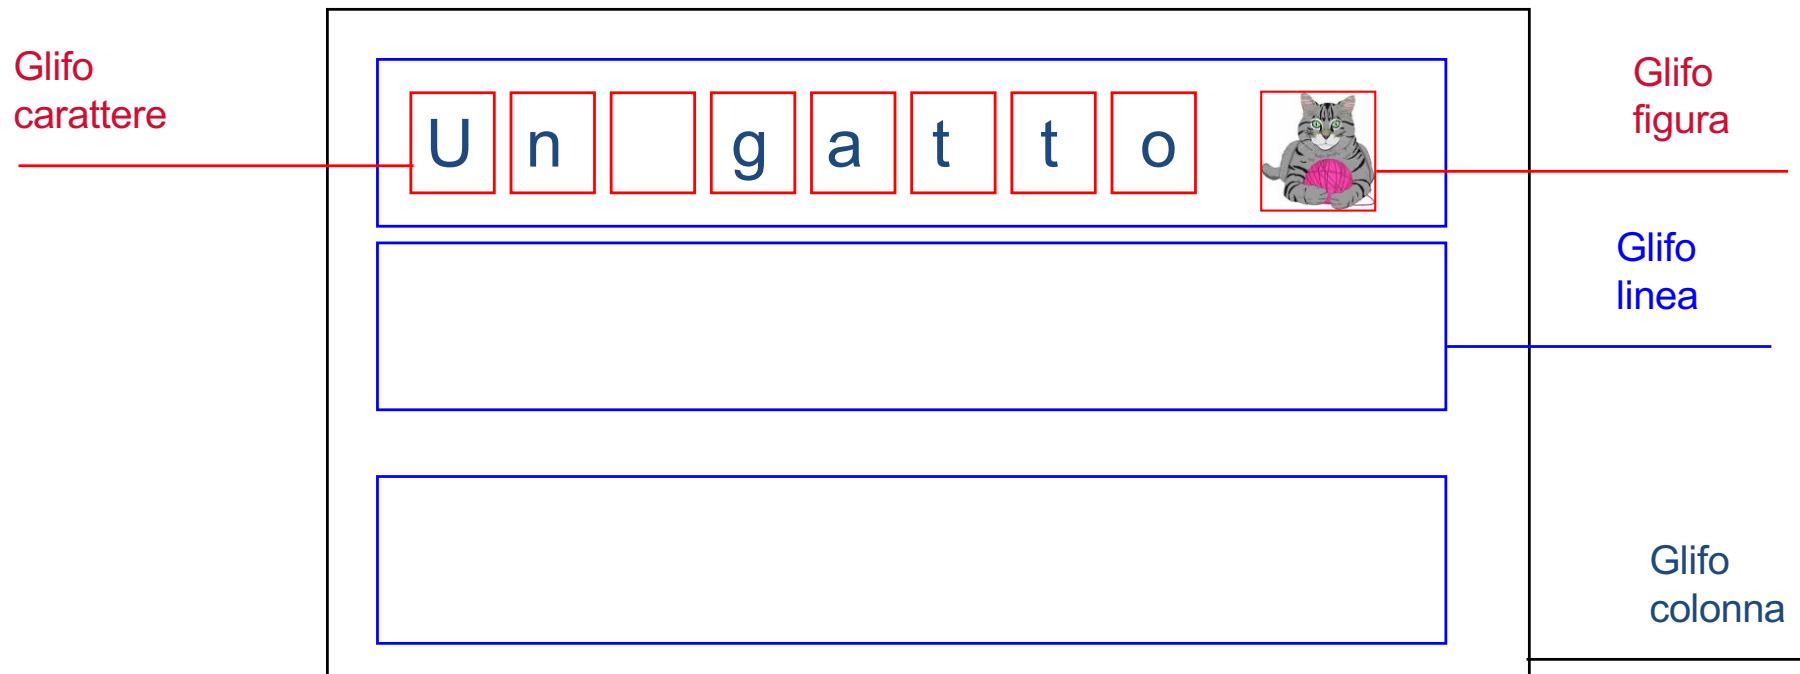 Glifo
carattere
U n g a t t o
Glifo
figura
Glifo
linea
Glifo
colonna